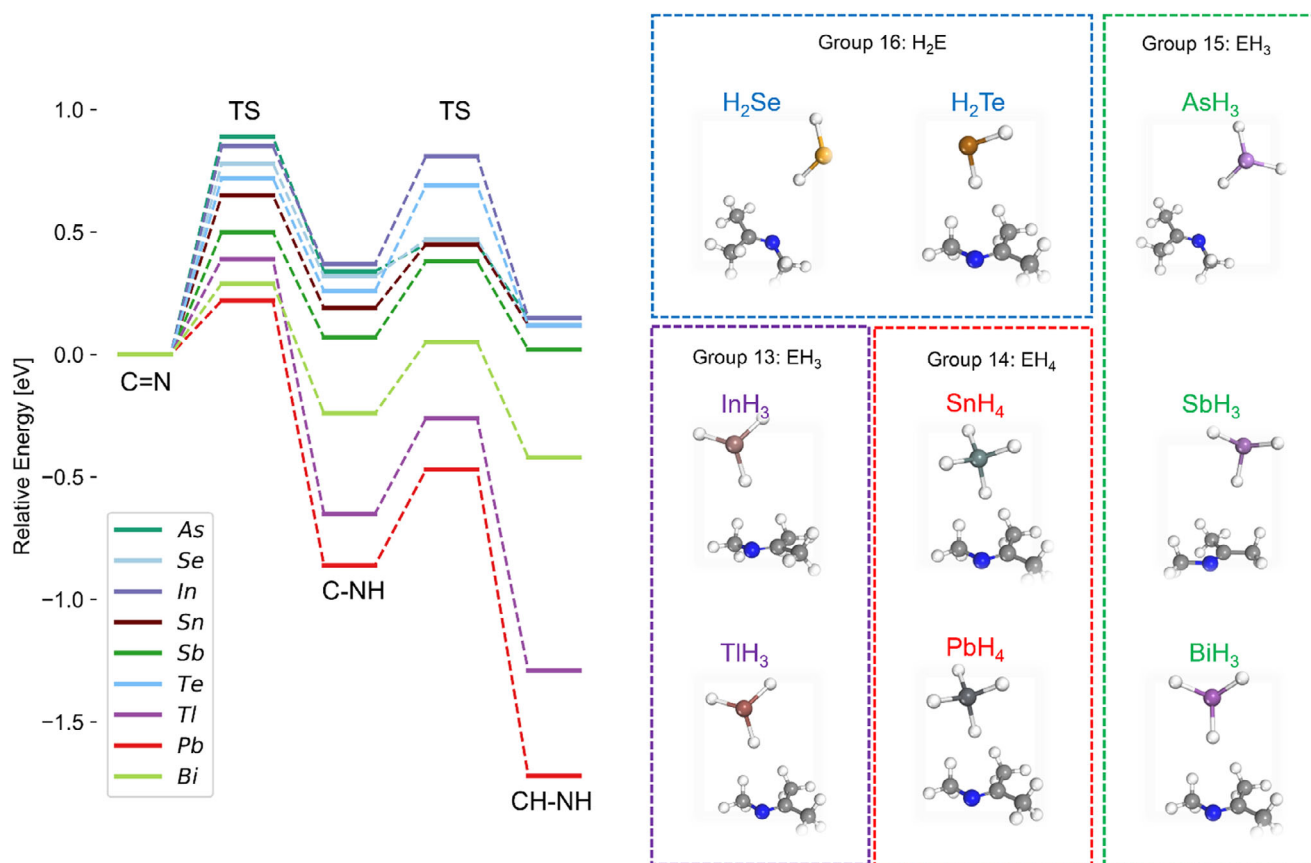 TS
TS
1.0
0.5
0.0
−0.5
−1.0
−1.5
Relative Energy [eV]
C=N
C-NH
CH-NH
As
Se
In
Sn
Sb
Te
Tl
Pb
Bi
Group 16: H₂E
H₂Se
H₂Te
Group 15: EH₃
AsH₃
SbH₃
BiH₃
Group 13: EH₃
InH₃
TlH₃
Group 14: EH₄
SnH₄
PbH₄